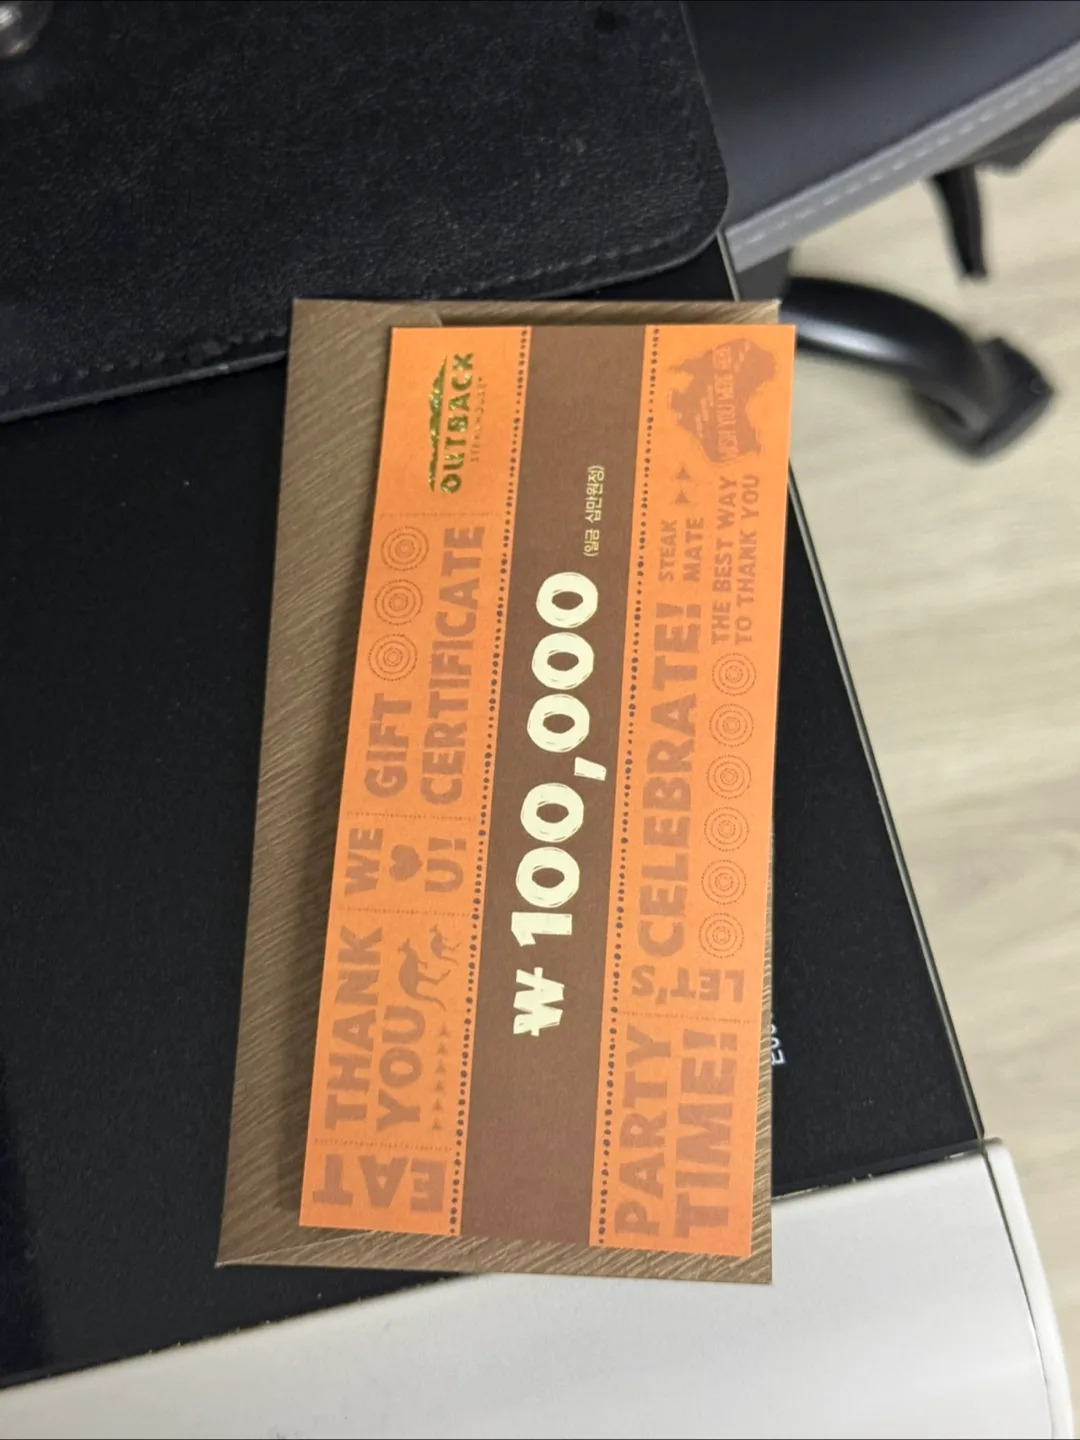 OUTBACK
STEAKHOUSE
GIFT
CERTIFICATE
WE
U!
THANK
YOU
EAT
₩100,000
(일금 십만원정)
STEAK
MATE
THE BEST WAY
TO THANK YOU
LET'S
CELEBRATE!
PARTY
TIME!